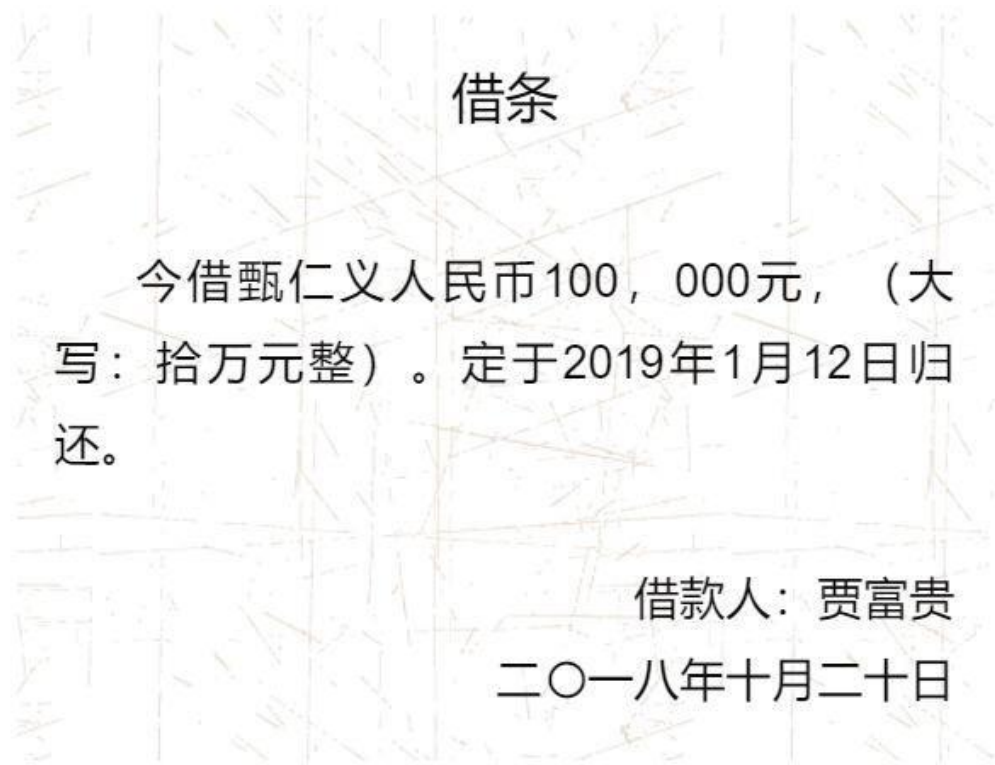 借条
今借甄仁义人民币100，000元，（大
写：拾万元整）。定于2019年1月12日归
还。
借款人：贾富贵
二〇一八年十月二十日